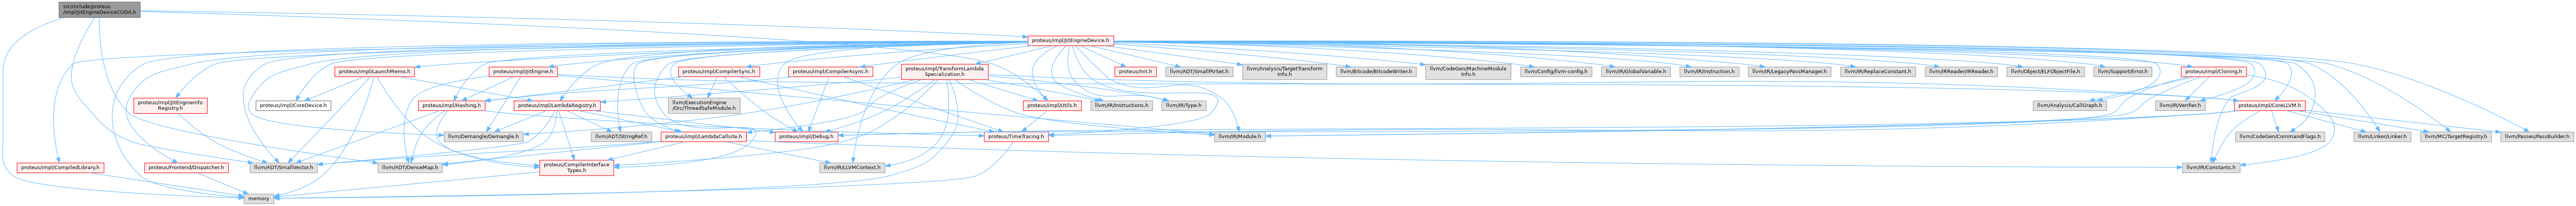 src/include/proteus
/impl/JitEngineDeviceCUDA.h
proteus/impl/JitEngineDevice.h
proteus/impl/LaunchMemo.h
proteus/impl/JitEngine.h
proteus/impl/CompilerSync.h
proteus/impl/CompilerAsync.h
proteus/impl/TransformLambda
Specialization.h
proteus/Init.h
llvm/ADT/SmallPtrSet.h
llvm/Analysis/TargetTransform
Info.h
llvm/Bitcode/BitcodeWriter.h
llvm/CodeGen/MachineModule
Info.h
llvm/Config/llvm-config.h
llvm/IR/GlobalVariable.h
llvm/IR/Instruction.h
llvm/IR/LegacyPassManager.h
llvm/IR/ReplaceConstant.h
llvm/IRReader/IRReader.h
llvm/Object/ELFObjectFile.h
llvm/Support/Error.h
proteus/impl/Cloning.h
proteus/impl/JitEngineInfo
Registry.h
proteus/impl/CoreDevice.h
proteus/impl/Hashing.h
proteus/impl/LambdaRegistry.h
llvm/ExecutionEngine
/Orc/ThreadSafeModule.h
proteus/impl/Utils.h
llvm/IR/Instructions.h
llvm/IR/Type.h
llvm/Analysis/CallGraph.h
llvm/IR/Verifier.h
proteus/impl/CoreLLVM.h
llvm/Demangle/Demangle.h
llvm/ADT/StringRef.h
proteus/impl/LambdaCallsite.h
proteus/impl/Debug.h
proteus/TimeTracing.h
llvm/IR/Module.h
llvm/CodeGen/CommandFlags.h
llvm/Linker/Linker.h
llvm/MC/TargetRegistry.h
llvm/Passes/PassBuilder.h
proteus/impl/CompiledLibrary.h
proteus/Frontend/Dispatcher.h
llvm/ADT/SmallVector.h
llvm/ADT/DenseMap.h
proteus/CompilerInterface
Types.h
llvm/IR/LLVMContext.h
llvm/IR/Constants.h
memory